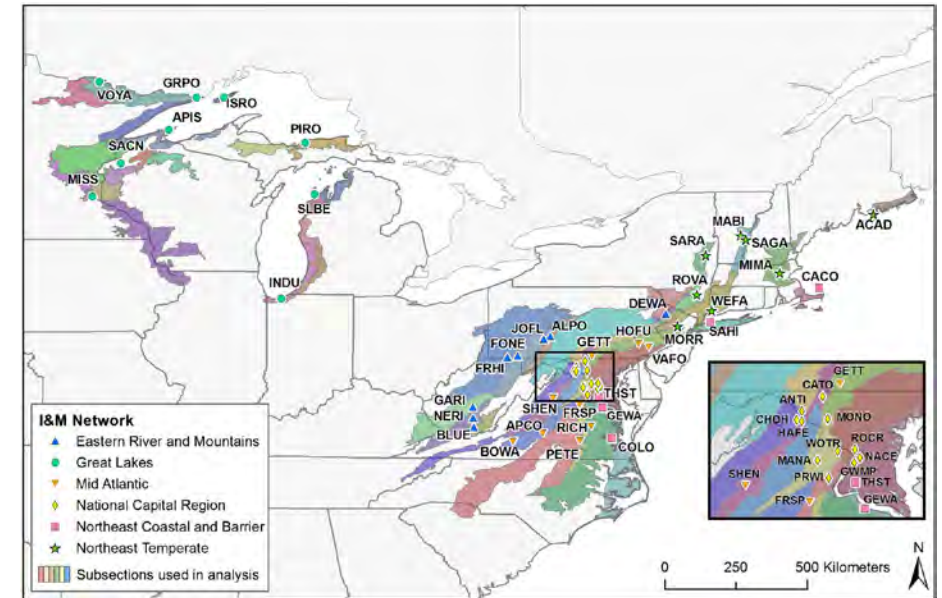 VOYA
GRPO
ISRO
APIS
SACN
PIRO
MISS
SLBE
INDU
MABI
SAGA
ACAD
SARA
MIMA
CACO
ROVA
WEFA
DEWA
SAHI
MORR
JOFL
ALPO
GETT
HOFU
FONE
VAFO
FRHI
THST
GARI
SHEN
FRSP
GEWA
NERI
APCO
RICH
BLUE
BOWA
PETE
COLO
GETT
CATO
ANTI
CHOH
MONO
HAFE
WOTR
ROCR
MANA
NACE
SHEN
PRWI
GWMP
THST
FRSP
GEWA
I&M Network
Eastern River and Mountains
Great Lakes
Mid Atlantic
National Capital Region
Northeast Coastal and Barrier
Northeast Temperate
Subsections used in analysis
0 250 500 Kilometers
N